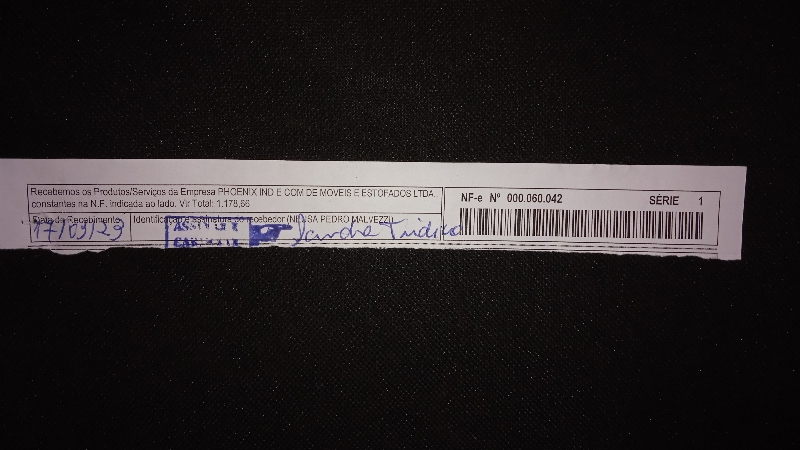 Recebemos os Produtos/Serviços da Empresa PHOENIX IND E COM DE MOVEIS E ESTOFADOS LTDA.
constantes na N.F. Indicada ao lado. Vlr Total: 1.178,66
NF-e Nº 000.060.042 SÉRIE 1
Data de Recebimento Identificação e assinatura do recebedor PEDRO MALVEZZI
17/09/23 Sandra